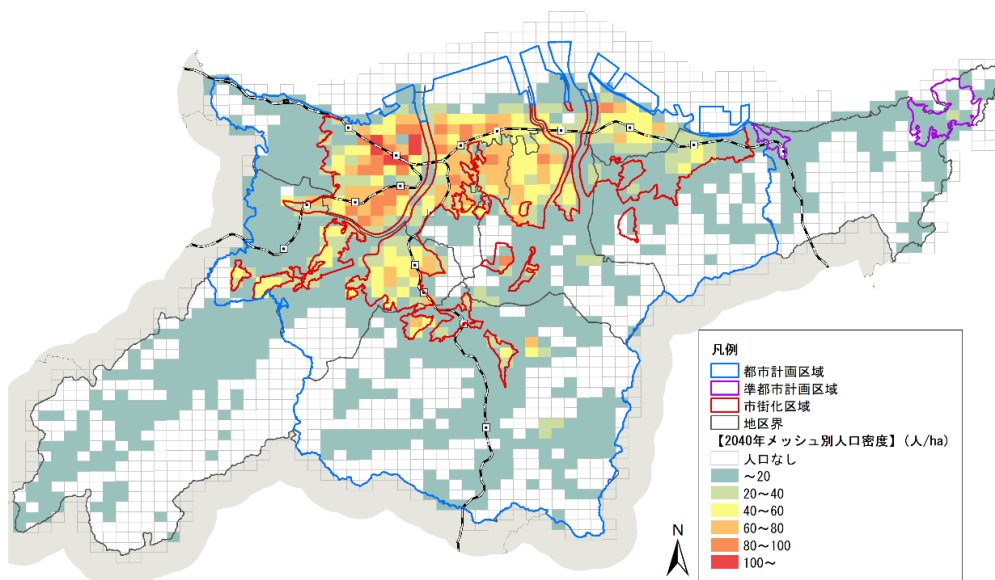 凡例
都市計画区域
準都市計画区域
市街化区域
地区界
【2040年メッシュ別人口密度】(人/ha)
人口なし
～20
20～40
40～60
60～80
80～100
100～
N